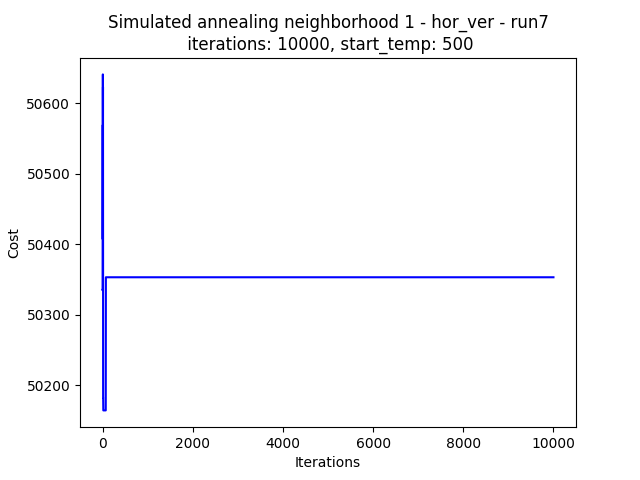 Simulated annealing neighborhood 1 - hor_ver - run7
iterations: 10000, start_temp: 500
50600
50500
50400
50300
50200
Cost
0
2000
4000
6000
8000
10000
Iterations